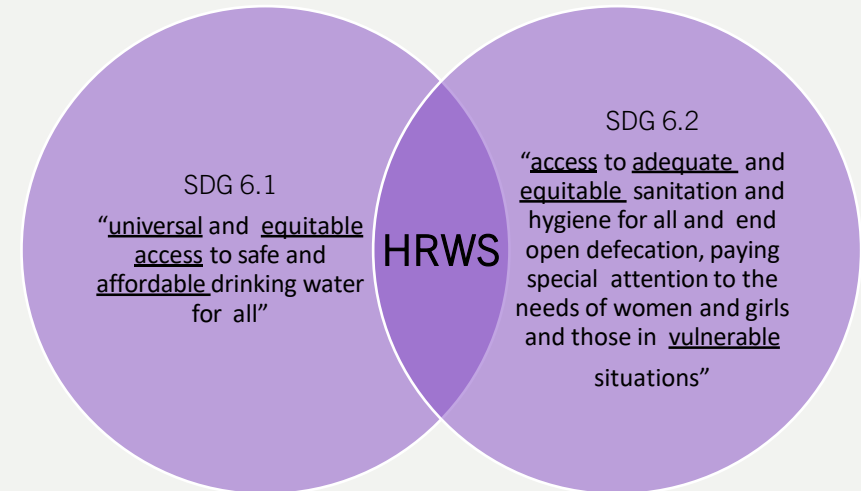 SDG 6.1
“universal and equitable
access to safe and
affordable drinking water
for all”
HRWS
SDG 6.2
“access to adequate and
equitable sanitation and
hygiene for all and end
open defecation, paying
special attention to the
needs of women and girls
and those in vulnerable
situations”